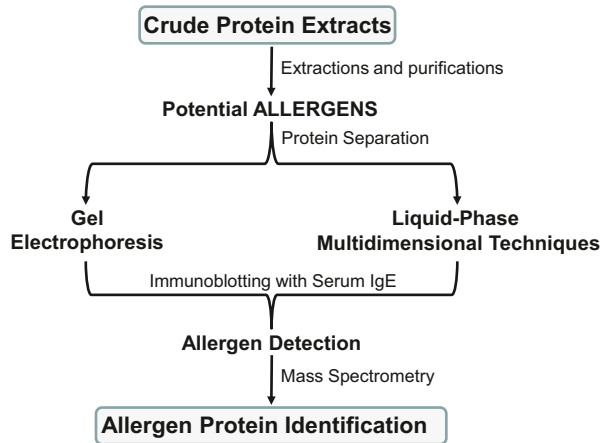 Crude Protein Extracts
Extractions and purifications
Potential ALLERGENS
Protein Separation
Gel
Electrophoresis
Liquid-Phase
Multidimensional Techniques
Immunoblotting with Serum IgE
Allergen Detection
Mass Spectrometry
Allergen Protein Identification